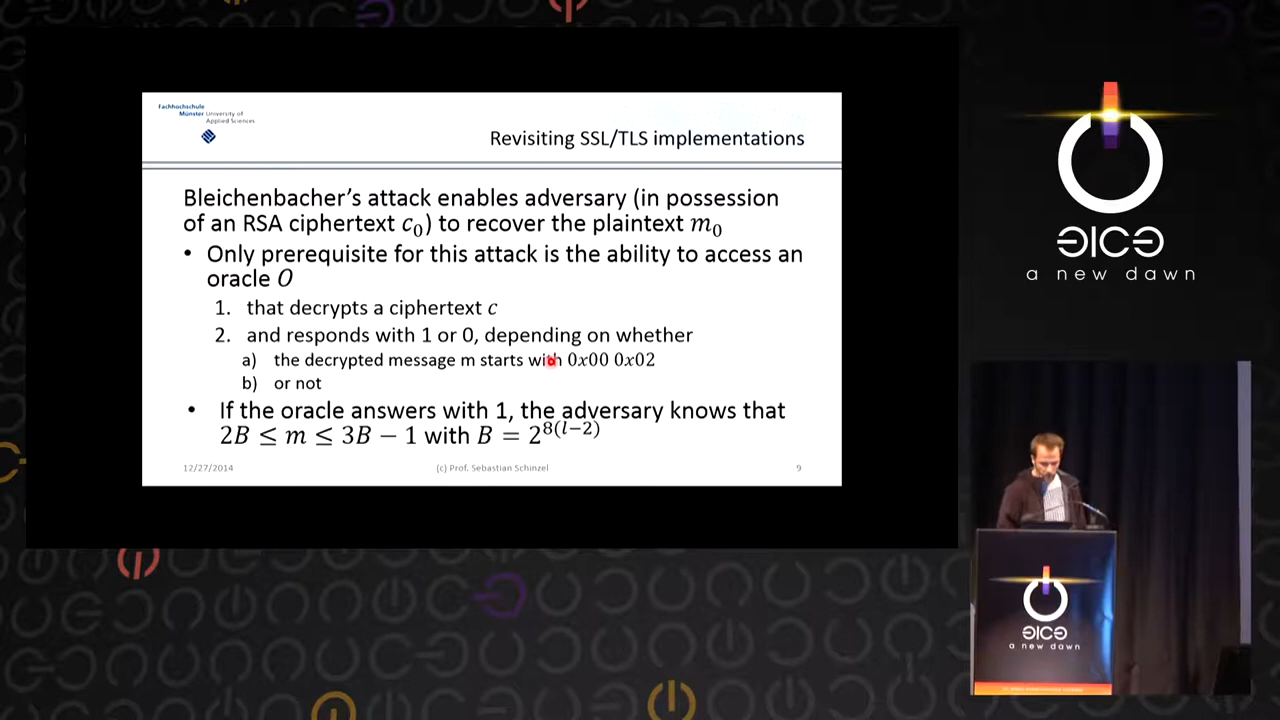 Fachhochschule
Münster University of
Applied Sciences
Revisiting SSL/TLS implementations
Bleichenbacher's attack enables adversary (in possession
of an RSA ciphertext c₀) to recover the plaintext m₀
• Only prerequisite for this attack is the ability to access an
oracle O
1. that decrypts a ciphertext c
2. and responds with 1 or 0, depending on whether
a) the decrypted message m starts with 0x00 0x02
b) or not
• If the oracle answers with 1, the adversary knows that
2B ≤ m ≤ 3B − 1 with B = 2^{8(l−2)}
12/27/2014 (c) Prof. Sebastian Schinzel 9
a new dawn
a new dawn